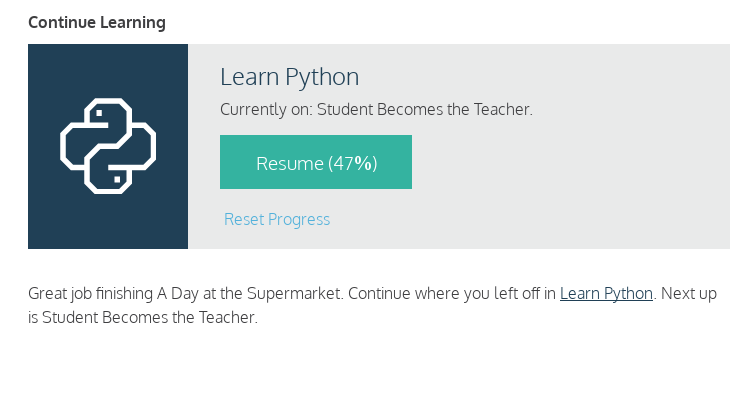 Continue Learning
Learn Python
Currently on: Student Becomes the Teacher.
Resume (47%)
Reset Progress
Great job finishing A Day at the Supermarket. Continue where you left off in Learn Python. Next up
is Student Becomes the Teacher.